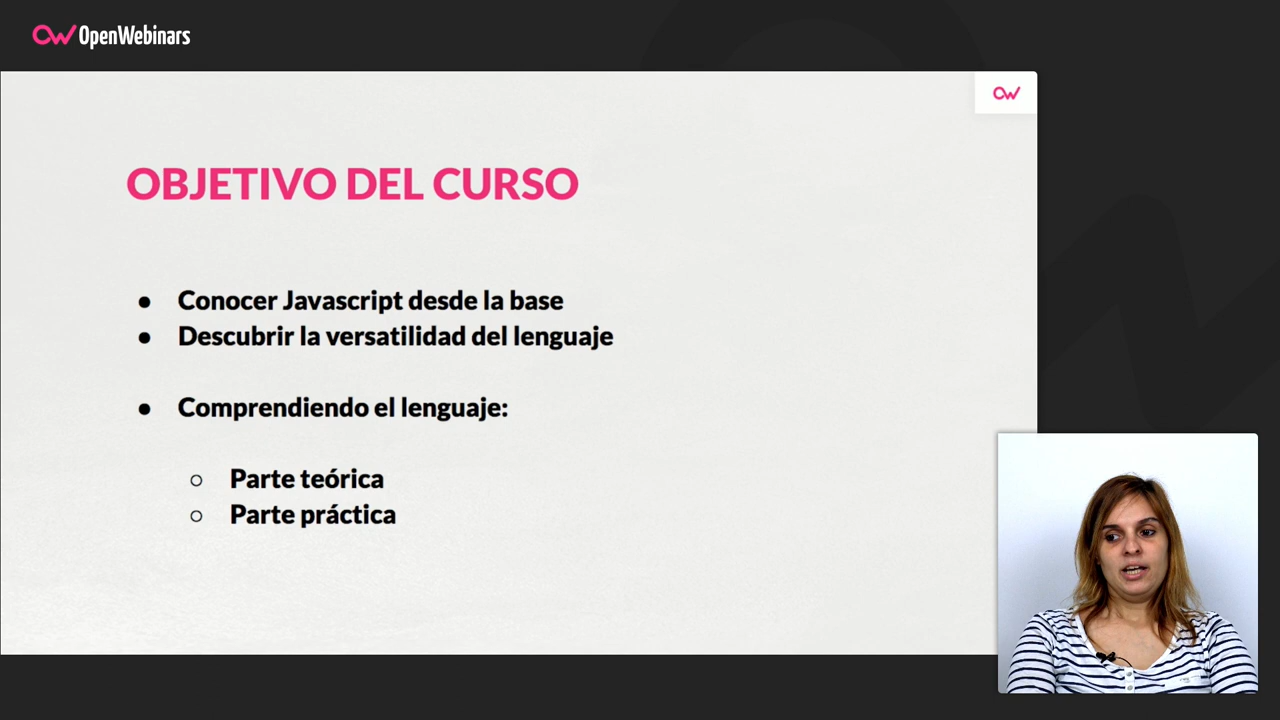 OpenWebinars
OBJETIVO DEL CURSO
● Conocer Javascript desde la base
● Descubrir la versatilidad del lenguaje
● Comprendiendo el lenguaje:
○ Parte teórica
○ Parte práctica